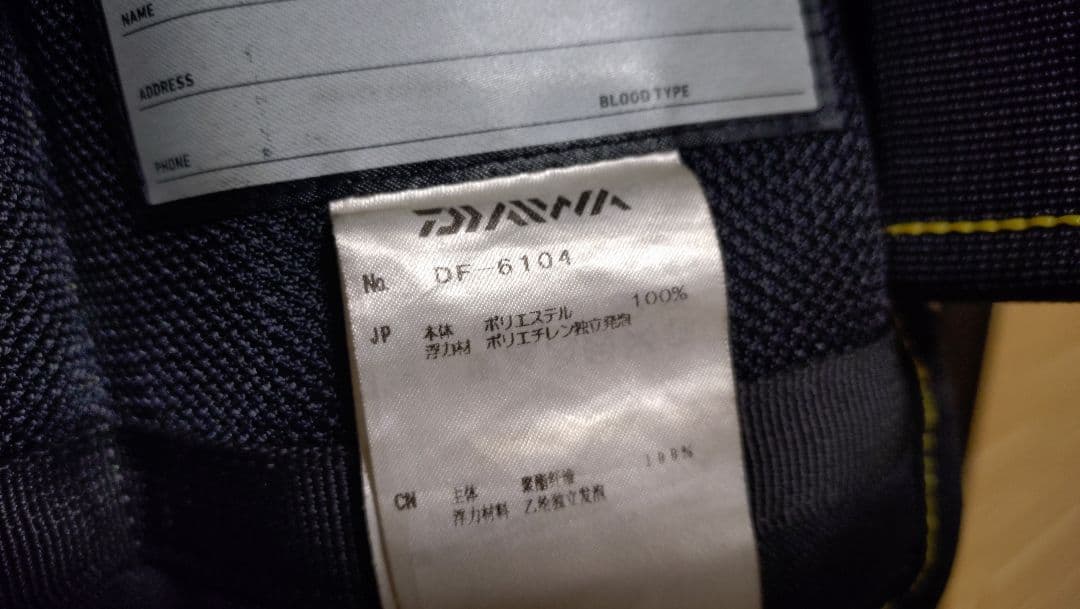 NAME
ADDRESS
BLOOD TYPE
PHONE
DAIWA
No. DF-6104
JP 本体 ポリエステル 100%
浮力材 ポリエチレン独立発泡
CN 主体 聚酯纤维 100%
浮力材料 乙烯独立发泡